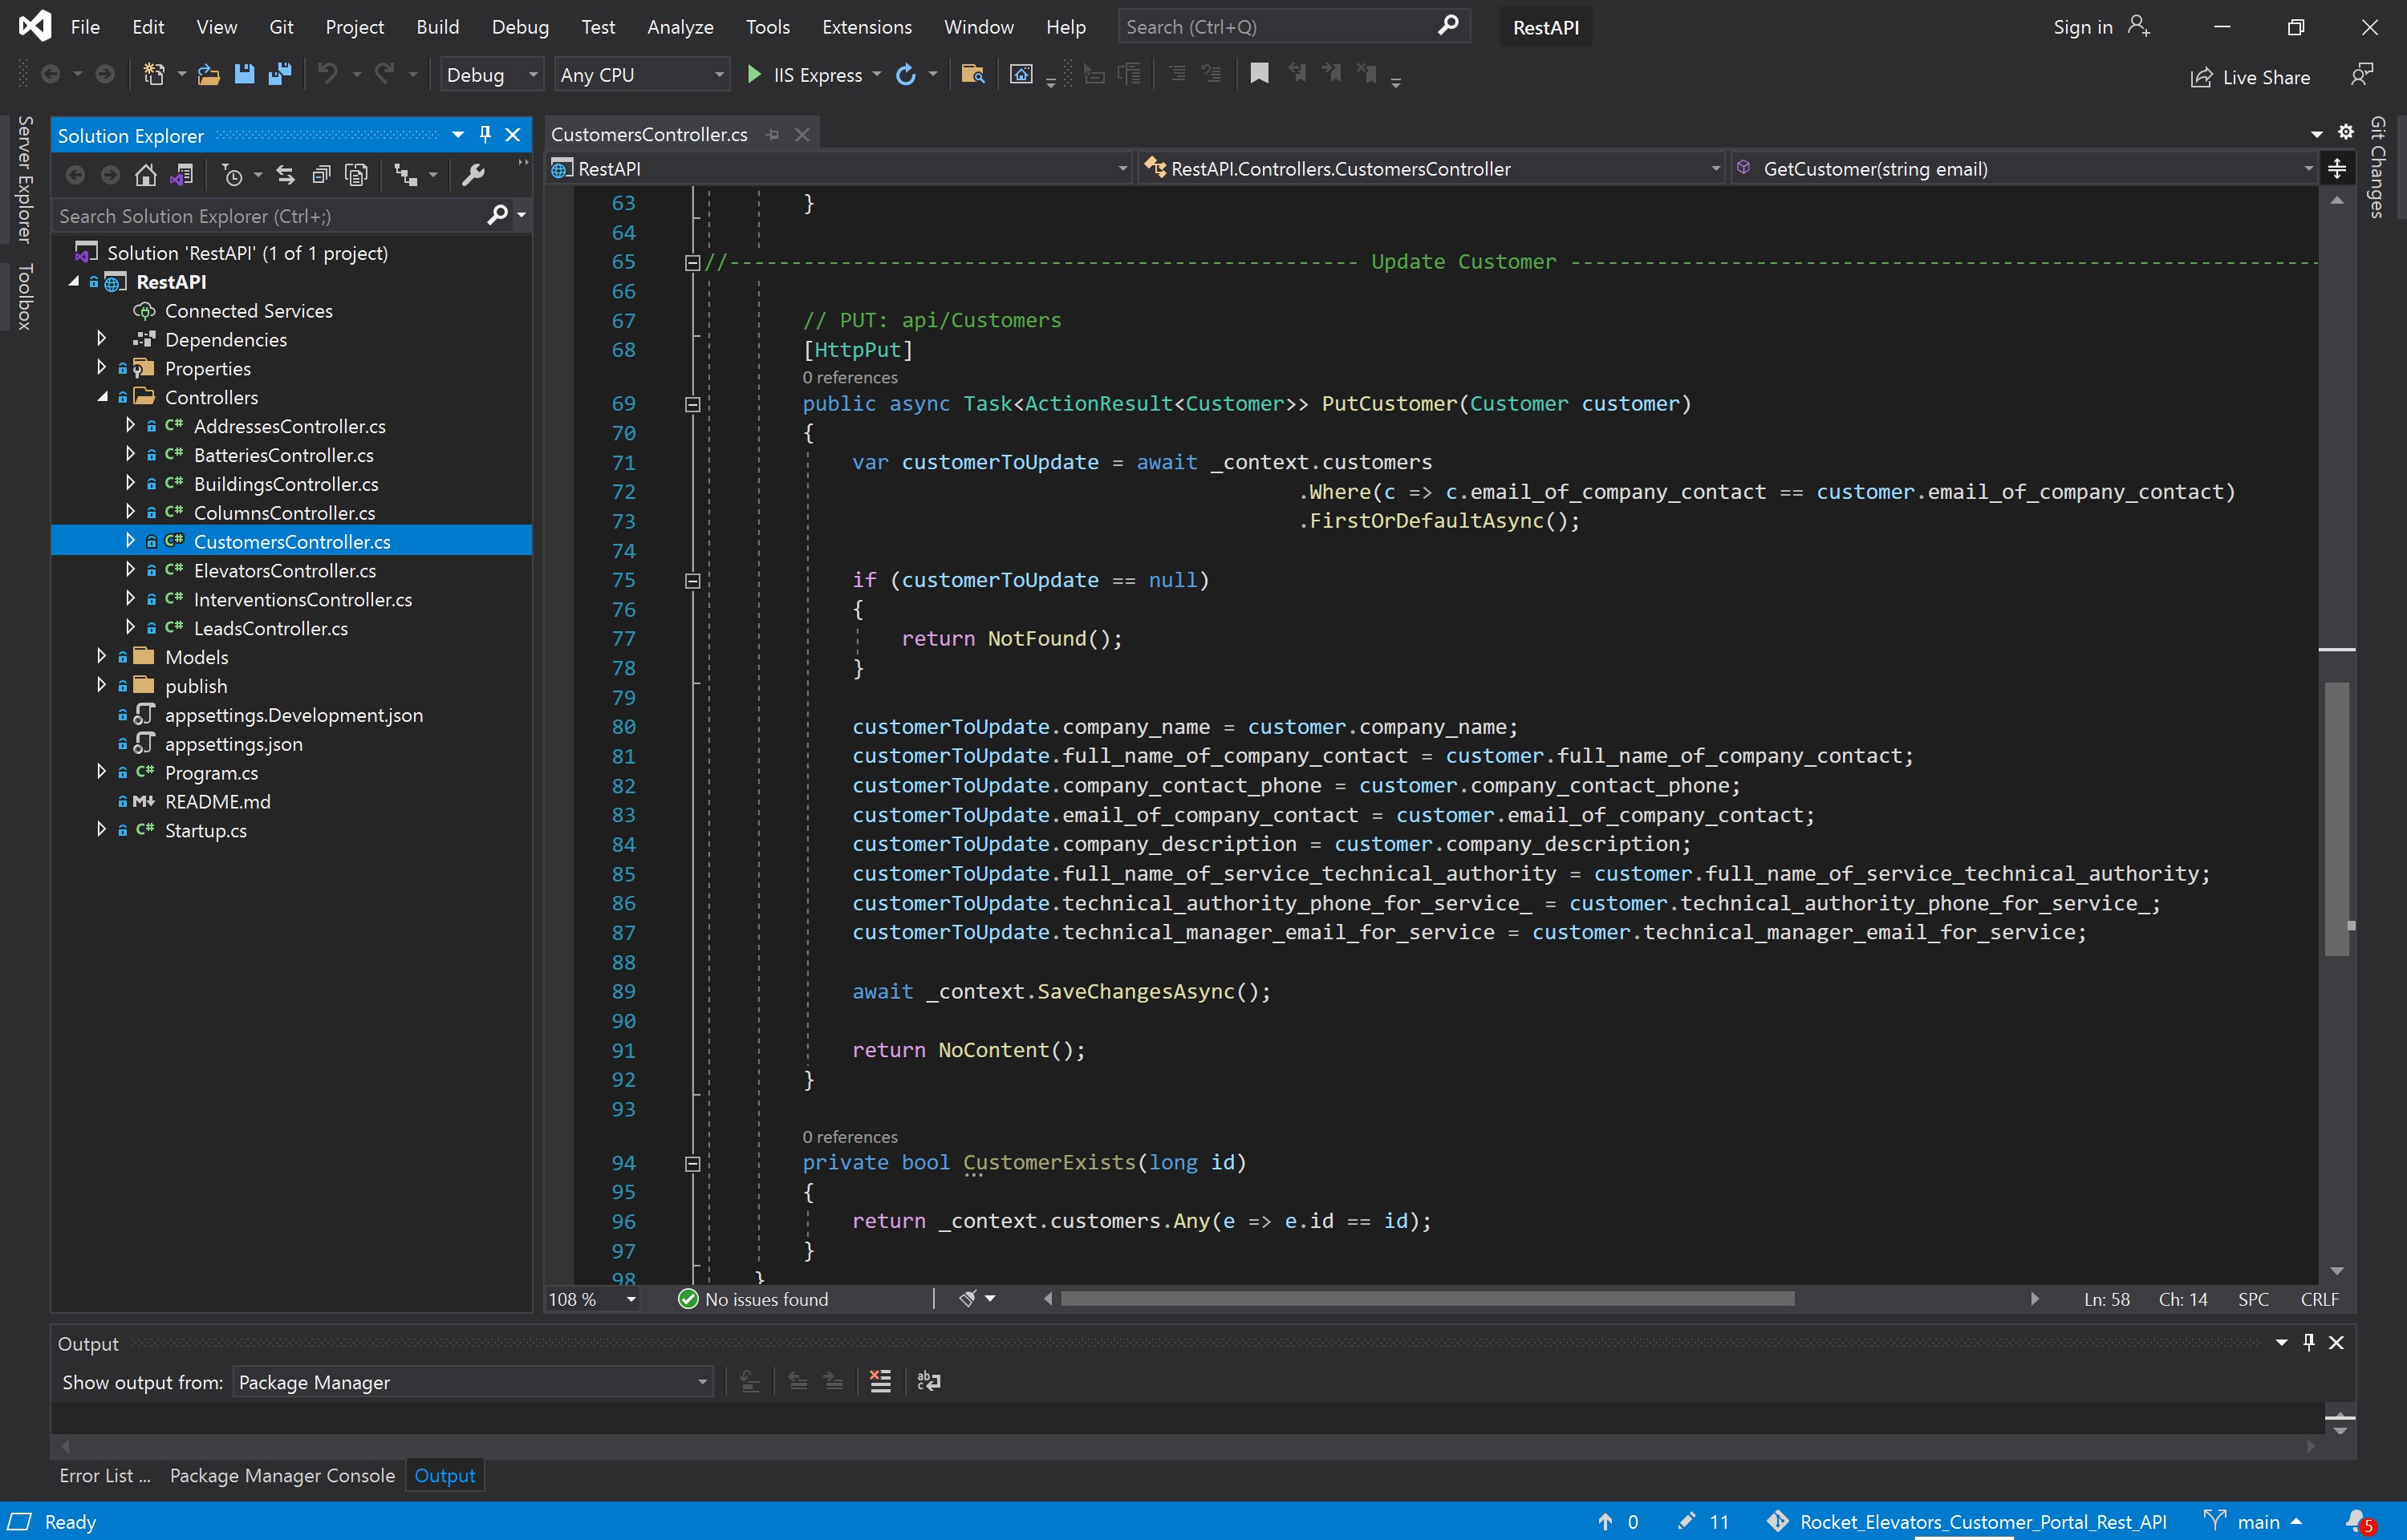 File Edit View Git Project Build Debug Test Analyze Tools Extensions Window Help Search (Ctrl+Q) RestAPI Sign in
Debug Any CPU IIS Express Live Share
Server Explorer
Toolbox
Solution Explorer
Search Solution Explorer (Ctrl+;)
Solution 'RestAPI' (1 of 1 project)
RestAPI
Connected Services
Dependencies
Properties
Controllers
C# AddressesController.cs
C# BatteriesController.cs
C# BuildingsController.cs
C# ColumnsController.cs
C# CustomersController.cs
C# ElevatorsController.cs
C# InterventionsController.cs
C# LeadsController.cs
Models
publish
appsettings.Development.json
appsettings.json
C# Program.cs
M↓ README.md
C# Startup.cs
CustomersController.cs
RestAPI RestAPI.Controllers.CustomersController GetCustomer(string email)
Git Changes
63 }
64
65 //--------------------------------------------------- Update Customer -------------------------------------------------------------
66
67 // PUT: api/Customers
68 [HttpPut]
0 references
69 public async Task<ActionResult<Customer>> PutCustomer(Customer customer)
70 {
71 var customerToUpdate = await _context.customers
72 .Where(c => c.email_of_company_contact == customer.email_of_company_contact)
73 .FirstOrDefaultAsync();
74
75 if (customerToUpdate == null)
76 {
77 return NotFound();
78 }
79
80 customerToUpdate.company_name = customer.company_name;
81 customerToUpdate.full_name_of_company_contact = customer.full_name_of_company_contact;
82 customerToUpdate.company_contact_phone = customer.company_contact_phone;
83 customerToUpdate.email_of_company_contact = customer.email_of_company_contact;
84 customerToUpdate.company_description = customer.company_description;
85 customerToUpdate.full_name_of_service_technical_authority = customer.full_name_of_service_technical_authority;
86 customerToUpdate.technical_authority_phone_for_service_ = customer.technical_authority_phone_for_service_;
87 customerToUpdate.technical_manager_email_for_service = customer.technical_manager_email_for_service;
88
89 await _context.SaveChangesAsync();
90
91 return NoContent();
92 }
93
0 references
94 private bool CustomerExists(long id)
95 {
96 return _context.customers.Any(e => e.id == id);
97 }
98 }
108 % No issues found Ln: 58 Ch: 14 SPC CRLF
Output
Show output from: Package Manager
Error List ... Package Manager Console Output
Ready 0 11 Rocket_Elevators_Customer_Portal_Rest_API main 5